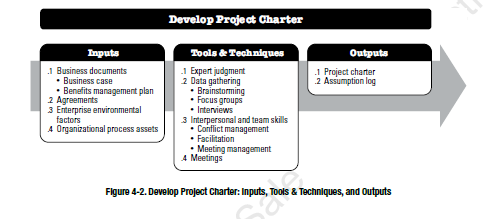 Develop Project Charter
Inputs
.1 Business documents
• Business case
• Benefits management plan
.2 Agreements
.3 Enterprise environmental
factors
.4 Organizational process assets
Tools & Techniques
.1 Expert judgment
.2 Data gathering
• Brainstorming
• Focus groups
• Interviews
.3 Interpersonal and team skills
• Conflict management
• Facilitation
• Meeting management
.4 Meetings
Outputs
.1 Project charter
.2 Assumption log
Figure 4-2. Develop Project Charter: Inputs, Tools & Techniques, and Outputs
Sale